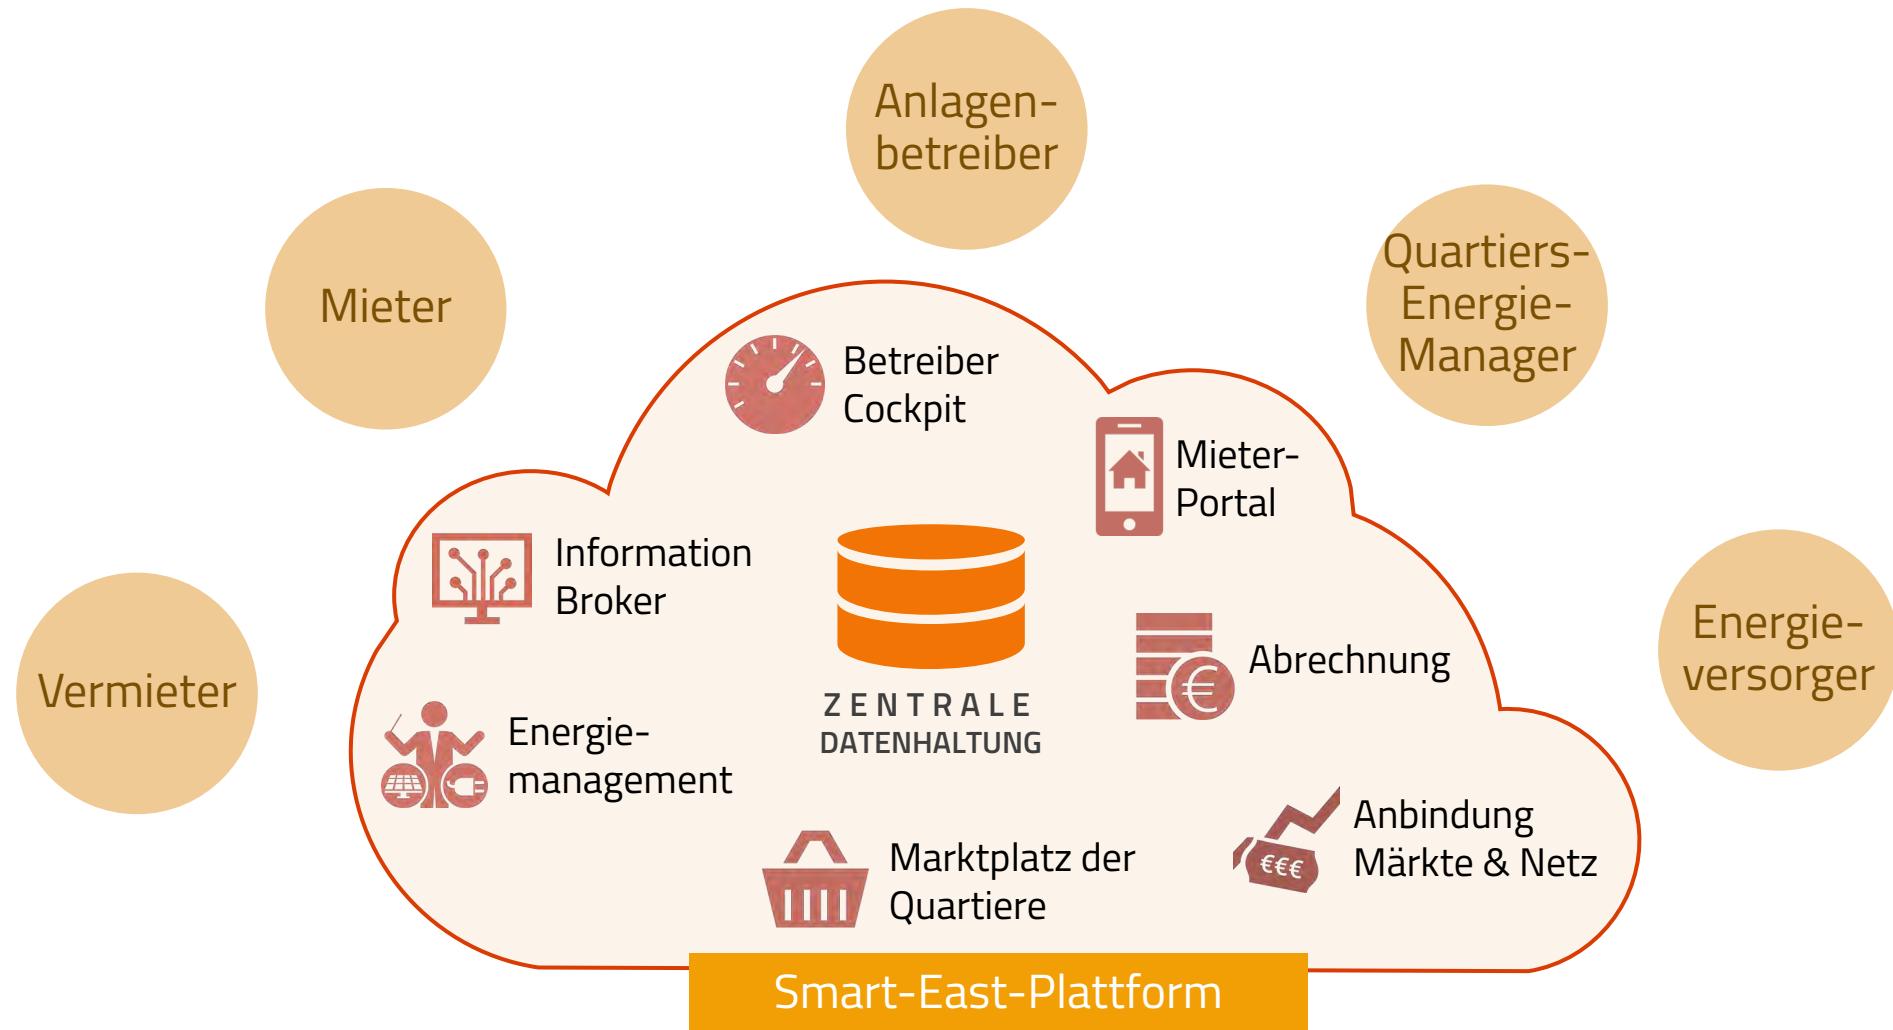 Anlagen-
betreiber
Mieter
Quartiers-
Energie-
Manager
Vermieter
Energie-
versorger
Betreiber
Cockpit
Mieter-
Portal
Information
Broker
ZENTRALE
DATENHALTUNG
Abrechnung
€
Energie-
management
Marktplatz der
Quartiere
€€€
Anbindung
Märkte & Netz
Smart-East-Plattform